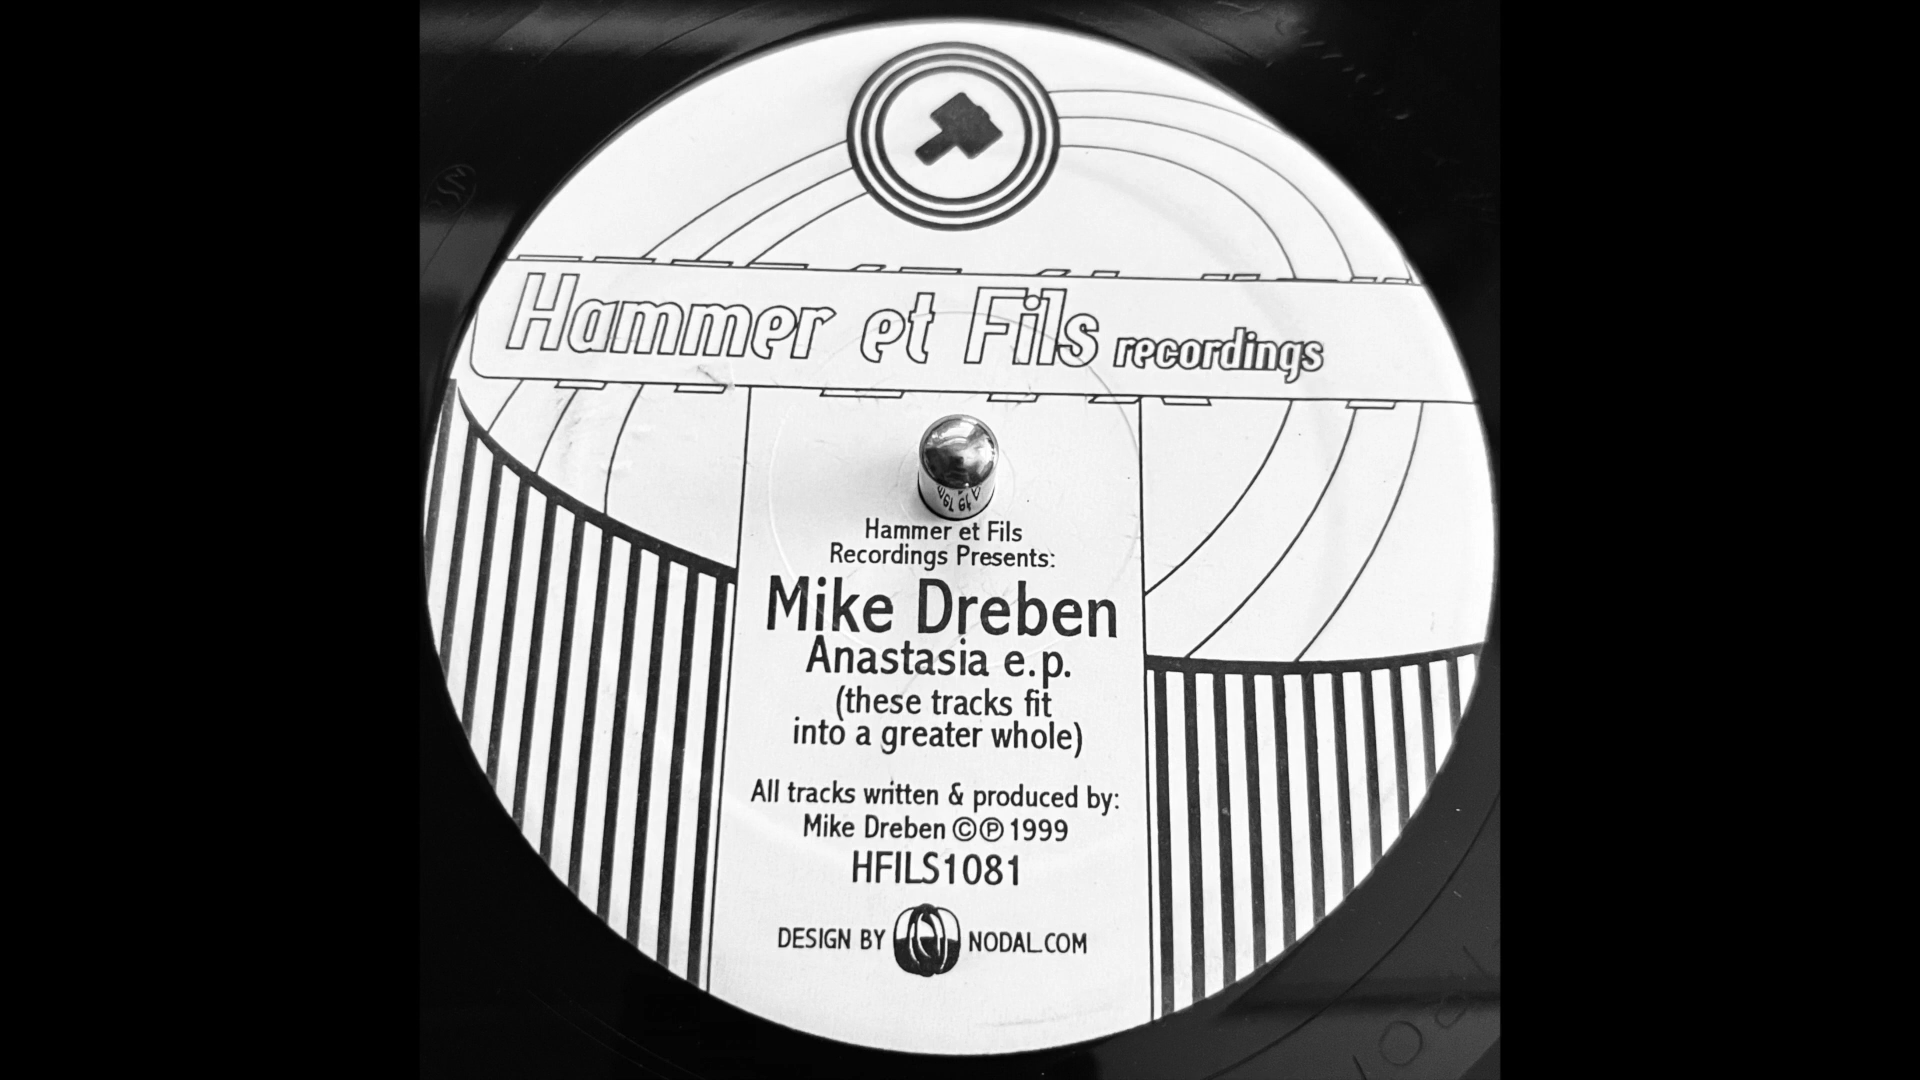 Hammer et Fils recordings
Hammer et Fils
Recordings Presents:
Mike Dreben
Anastasia e.p.
(these tracks fit
into a greater whole)
All tracks written & produced by:
Mike Dreben ©℗ 1999
HFILS1081
DESIGN BY NODAL.COM